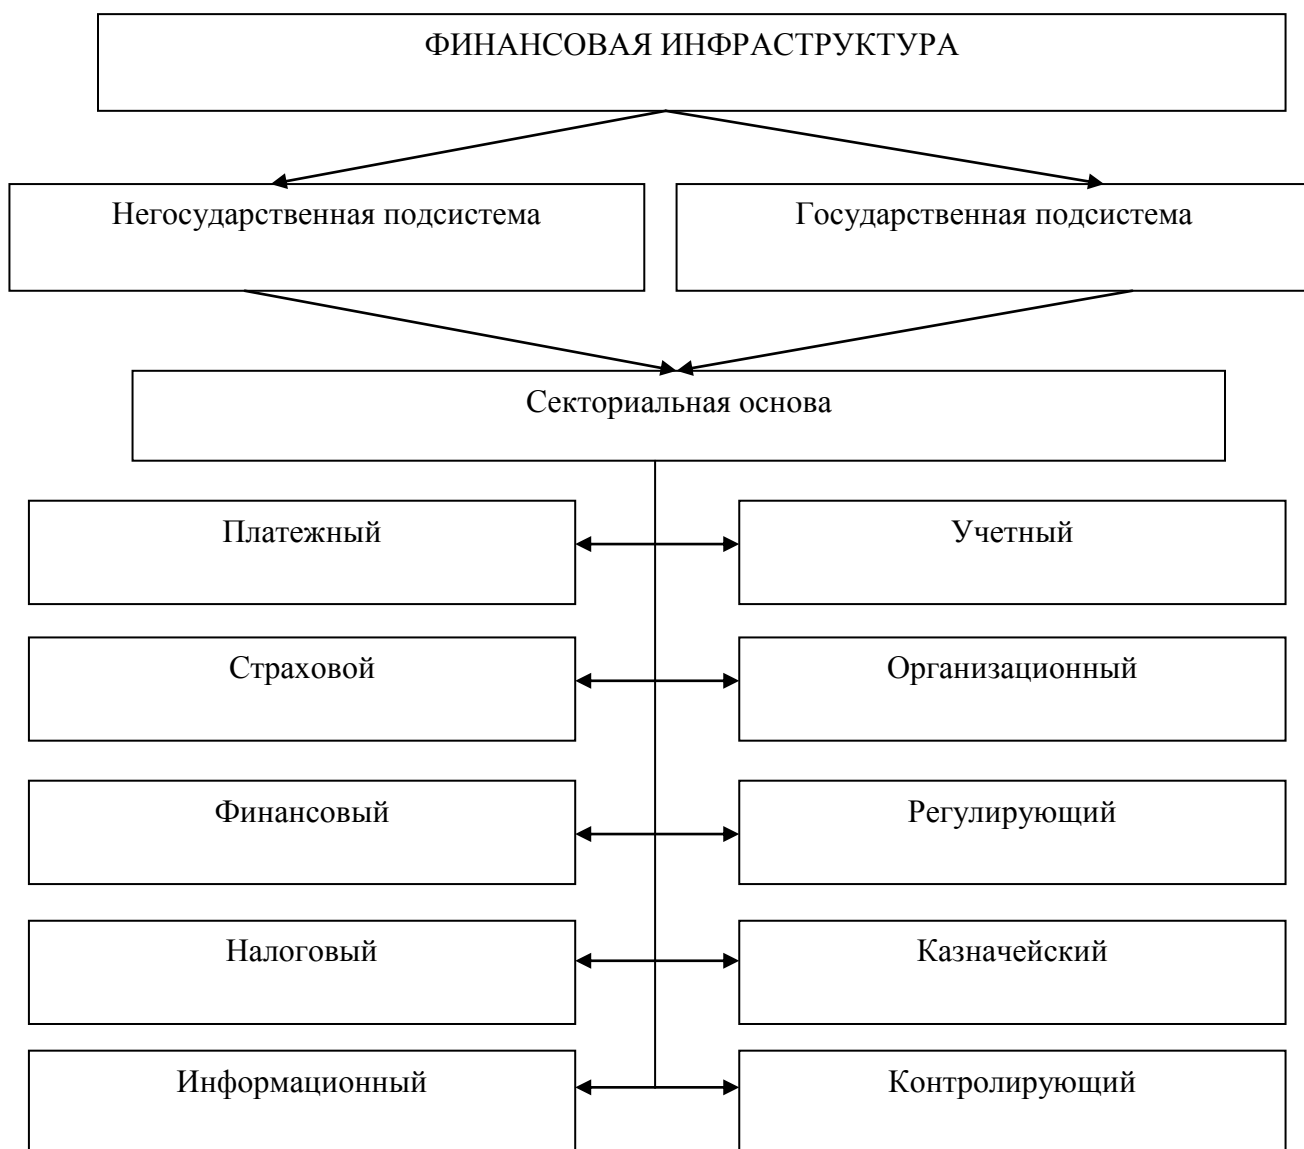 ФИНАНСОВАЯ ИНФРАСТРУКТУРА
Негосударственная подсистема
Государственная подсистема
Секториальная основа
Платежный
Учетный
Страховой
Организационный
Финансовый
Регулирующий
Налоговый
Казначейский
Информационный
Контролирующий